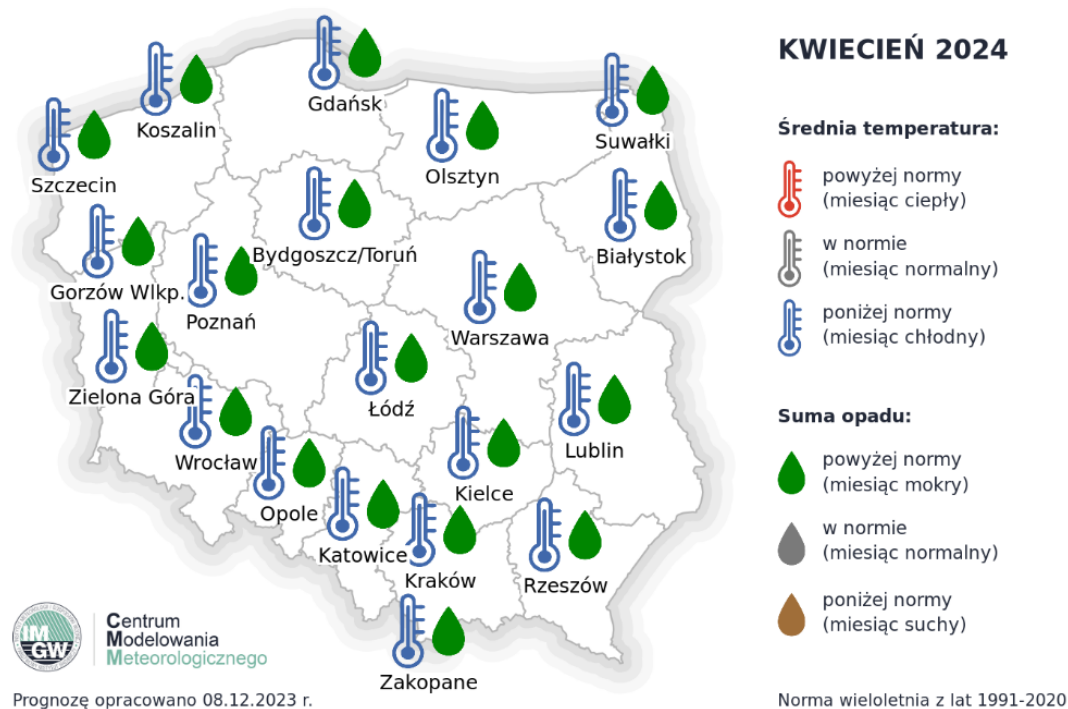 KWIECIEŃ 2024
Gdańsk
Koszalin
Suwałki
Olsztyn
Szczecin
Bydgoszcz/Toruń
Białystok
Gorzów Wlkp.
Poznań
Warszawa
Zielona Góra
Łódź
Lublin
Wrocław
Kielce
Opole
Katowice
Kraków
Rzeszów
Zakopane
Średnia temperatura:
powyżej normy
(miesiąc ciepły)
w normie
(miesiąc normalny)
poniżej normy
(miesiąc chłodny)
Suma opadu:
powyżej normy
(miesiąc mokry)
w normie
(miesiąc normalny)
poniżej normy
(miesiąc suchy)
IM
GW
Centrum
Modelowania
Meteorologicznego
Prognozę opracowano 08.12.2023 r.
Norma wieloletnia z lat 1991-2020